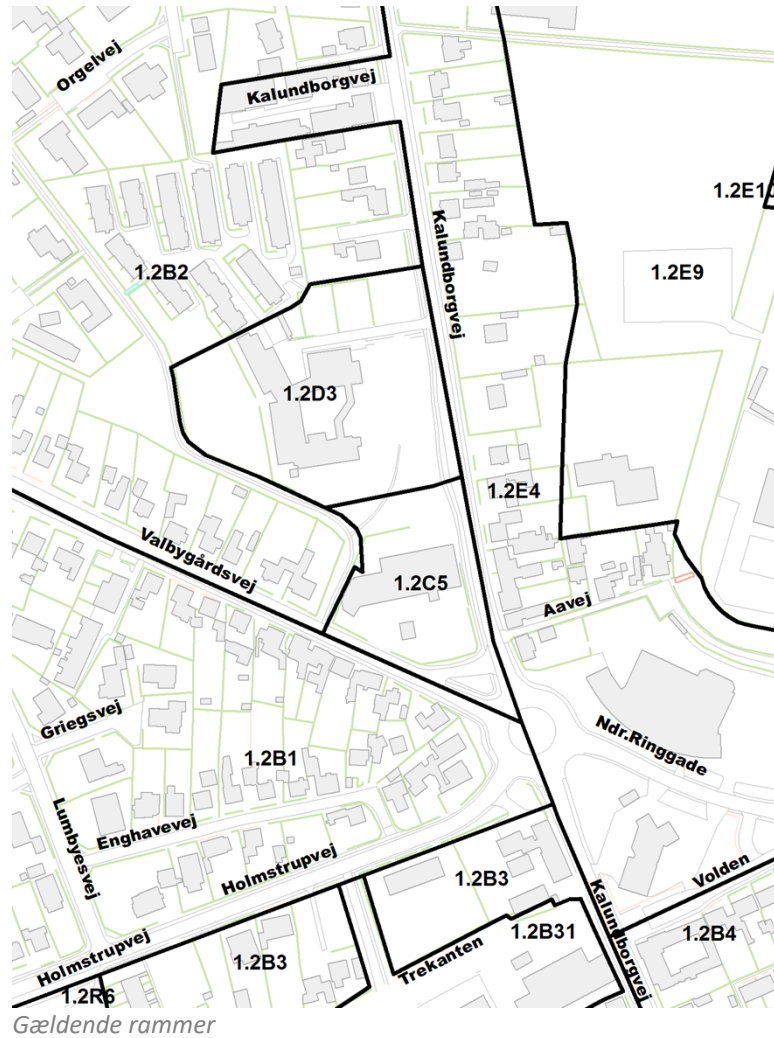 Orgelvej
Kalundborgvej
1.2E1
1.2B2
Kalundborgvej
1.2E9
1.2D3
1.2E4
Valbygårdsvej
1.2C5
Aavej
Griegsvej
Ndr.Ringgade
1.2B1
Lumbyesvej
Enghavevej
Holmstrupvej
Volden
1.2B3
Kalundborgvej
1.2B31
1.2B4
Holmstrupvej
1.2B3
Trekanten
1.2R6
Gældende rammer